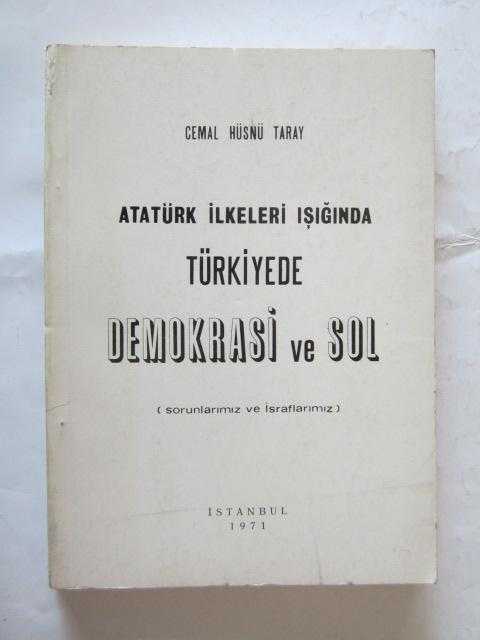 CEMAL HÜSNÜ TARAY
ATATÜRK İLKELERİ IŞIĞINDA
TÜRKİYEDE
DEMOKRASİ ve SOL
( sorunlarımız ve İsraflarımız )
İSTANBUL
1971